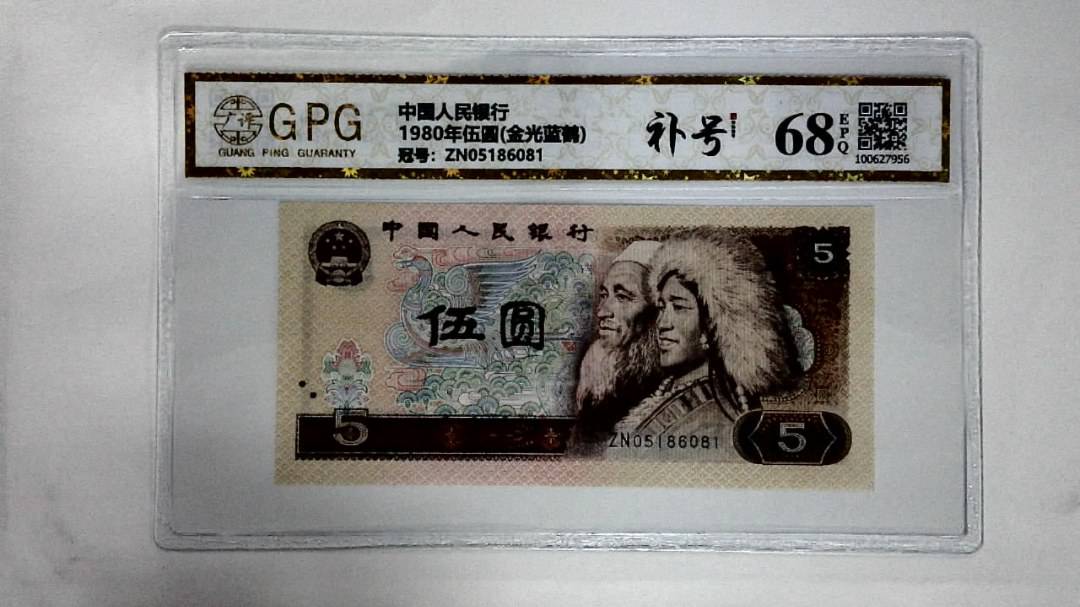 广评
GPG
GUANG PING GUARANTY
中国人民银行
1980年伍圆(金光蓝鹤)
冠号: ZN05186081
补号
68
EPQ
100627956
中国人民银行
5
伍圆
5
ZN05186081
5